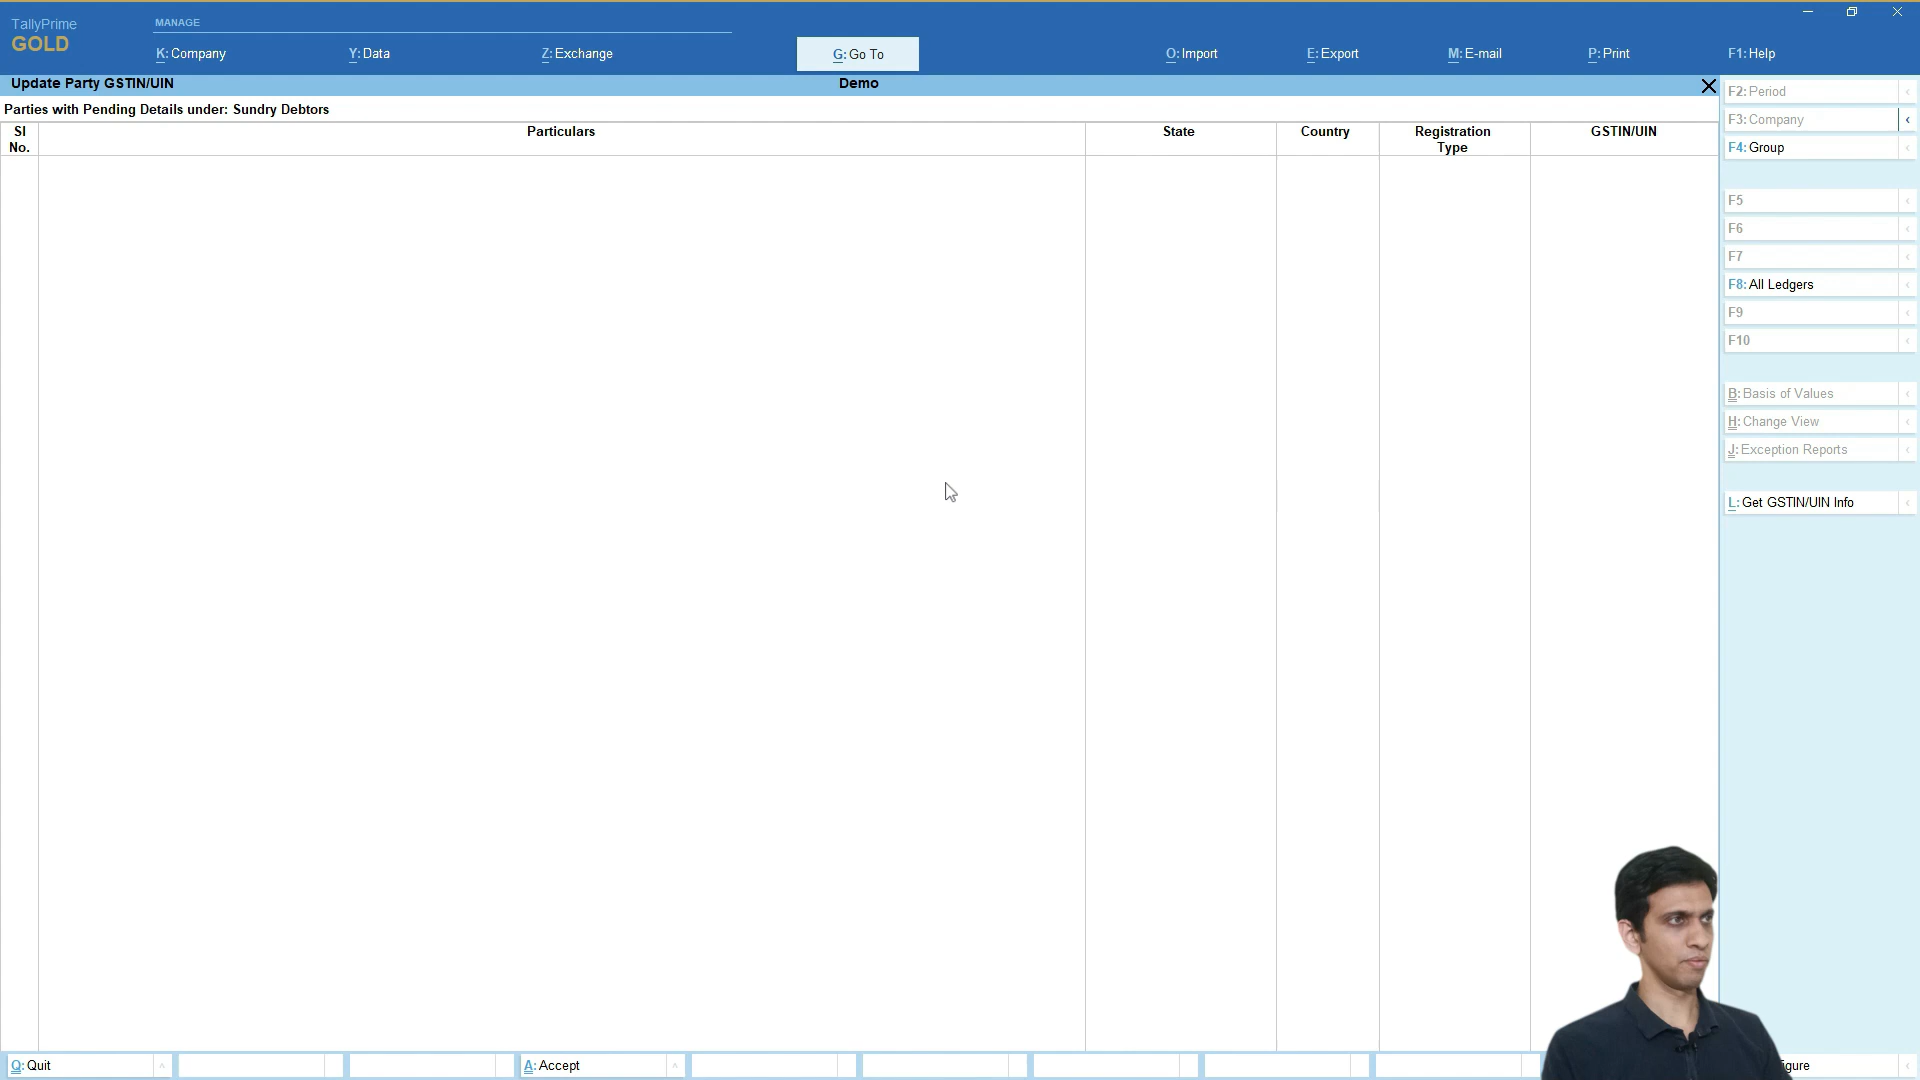 TallyPrime
GOLD
MANAGE
K: Company
Y: Data
Z: Exchange
G: Go To
O: Import
E: Export
M: E-mail
P: Print
F1: Help
Update Party GSTIN/UIN
Demo
Parties with Pending Details under: Sundry Debtors
Sl
No.
Particulars
State
Country
Registration
Type
GSTIN/UIN
F2: Period
F3: Company
F4: Group
F5
F6
F7
F8: All Ledgers
F9
F10
B: Basis of Values
H: Change View
J: Exception Reports
L: Get GSTIN/UIN Info
Q: Quit
A: Accept